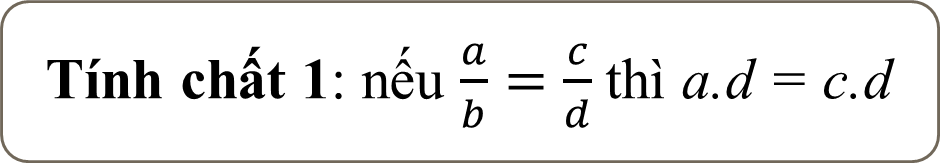 Tính chất 1: nếu a/b = c/d thì a.d = c.d